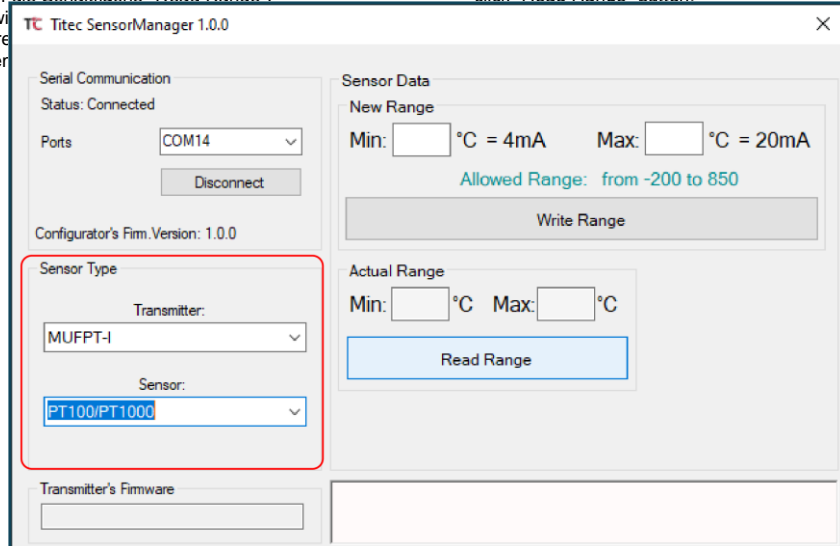 Titec SensorManager 1.0.0
Serial Communication
Status: Connected
Ports
COM14
Disconnect
Configurator's Firm.Version: 1.0.0
Sensor Type
Transmitter:
MUFPT-I
Sensor:
PT100/PT1000
Transmitter's Firmware
Sensor Data
New Range
Min: °C = 4mA Max: °C = 20mA
Allowed Range: from -200 to 850
Write Range
Actual Range
Min: °C Max: °C
Read Range